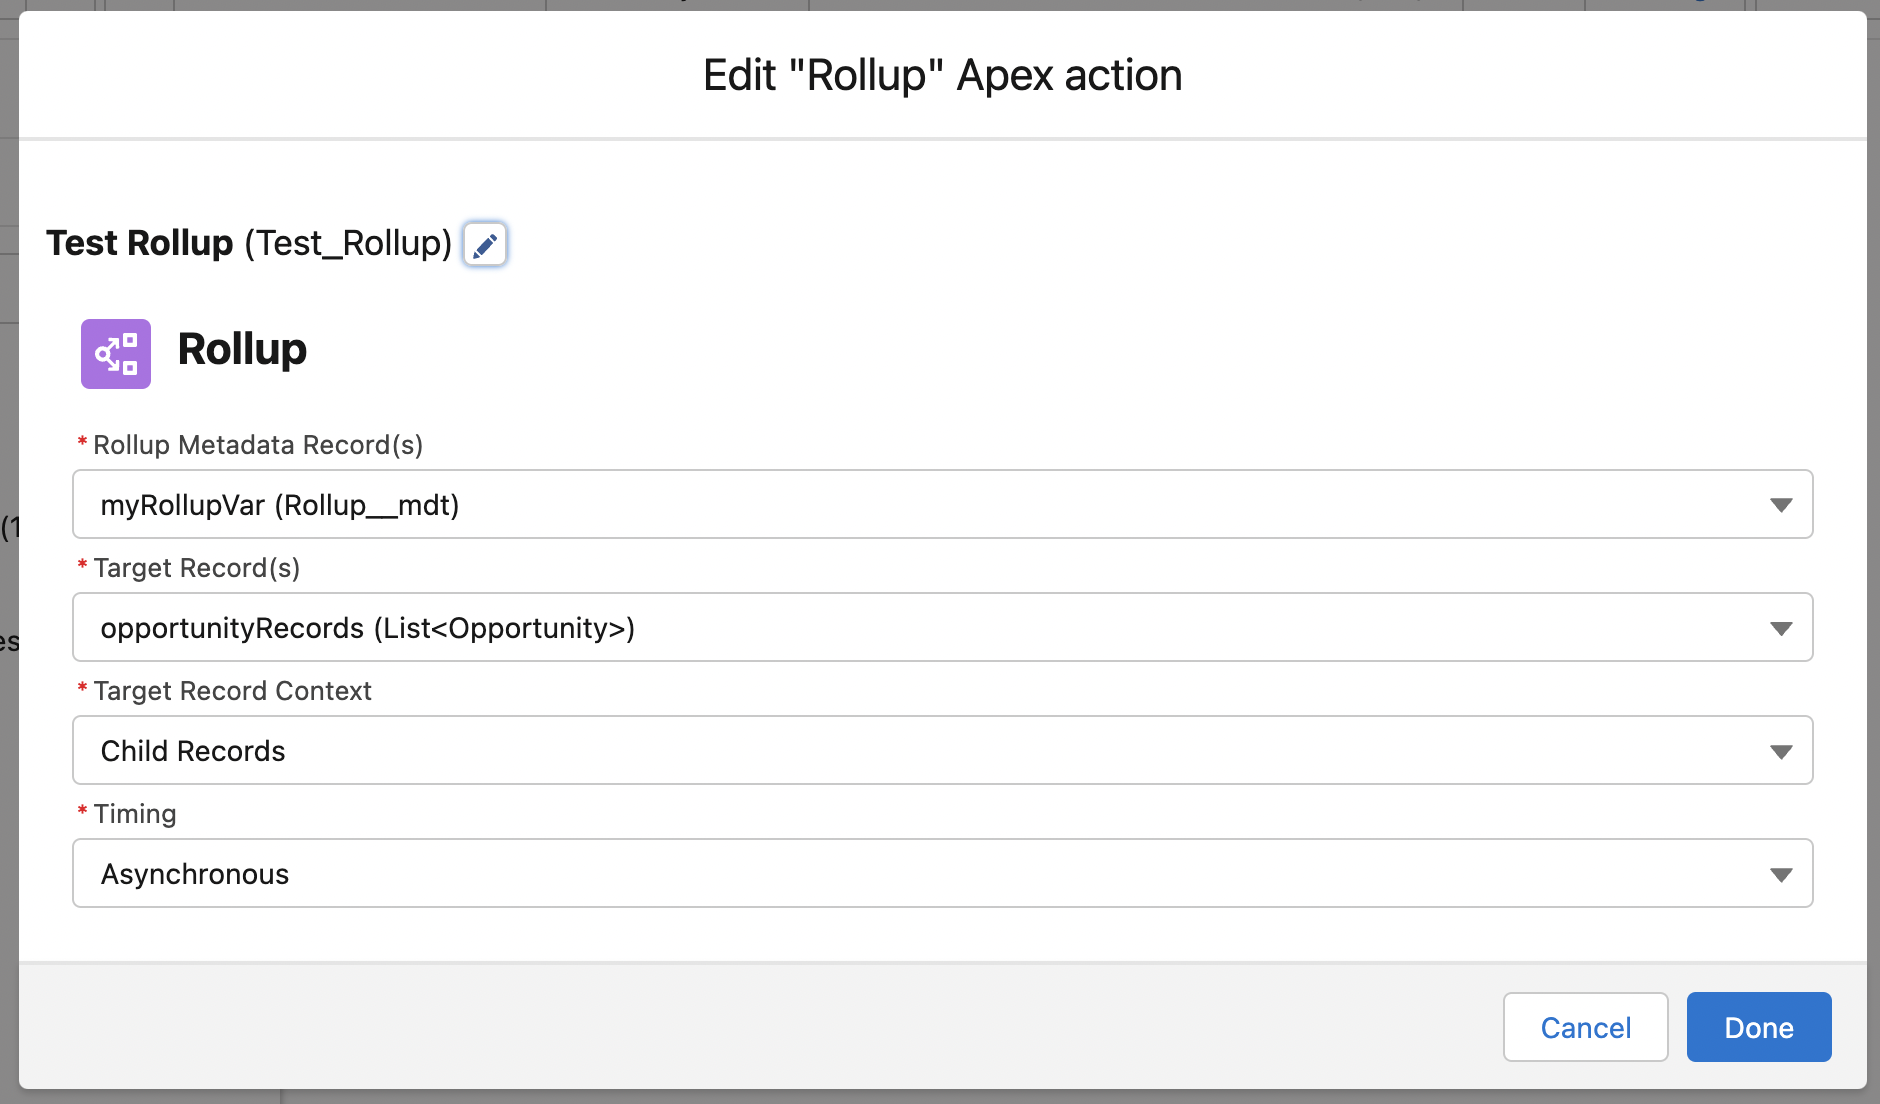 Edit "Rollup" Apex action
Test Rollup (Test_Rollup)
Rollup
* Rollup Metadata Record(s)
myRollupVar (Rollup__mdt)
* Target Record(s)
opportunityRecords (List<Opportunity>)
* Target Record Context
Child Records
* Timing
Asynchronous
Cancel
Done